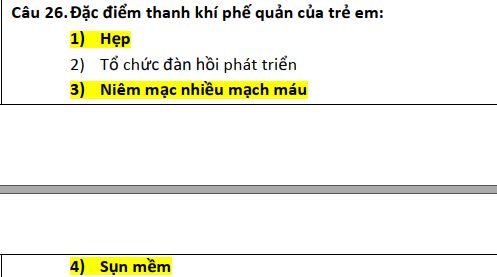 Câu 26. Đặc điểm thanh khí phế quản của trẻ em:
1) Hẹp
2) Tổ chức đàn hồi phát triển
3) Niêm mạc nhiều mạch máu
4) Sụn mềm